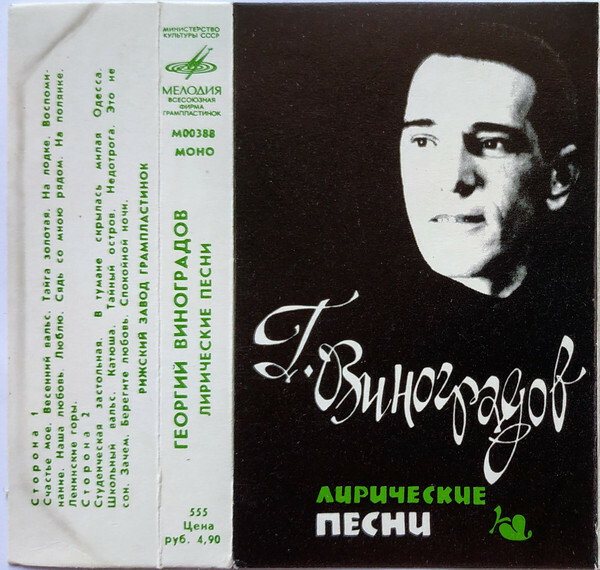 Сторона 1
Счастье мое. Весенний вальс. Тайга золотая. На лодке. Воспоми-
нание. Наша любовь. Люблю. Сядь со мною рядом. На полянке.
Ленинские горы.
Сторона 2
Студенческая застольная. В тумане скрылась милая Одесса.
Школьный вальс. Катюша. Тайный остров. Недотрога. Это не
сон. Зачем. Берегите любовь. Спокойной ночи.
РИЖСКИЙ ЗАВОД ГРАМПЛАСТИНОК
МИНИСТЕРСТВО
КУЛЬТУРЫ СССР
МЕЛОДИЯ
ВСЕСОЮЗНАЯ
ФИРМА
ГРАМПЛАСТИНОК
М00388
МОНО
ГЕОРГИЙ ВИНОГРАДОВ
ЛИРИЧЕСКИЕ ПЕСНИ
555
Цена
руб. 4,90
Г. Виноградов
ЛИРИЧЕСКИЕ
ПЕСНИ